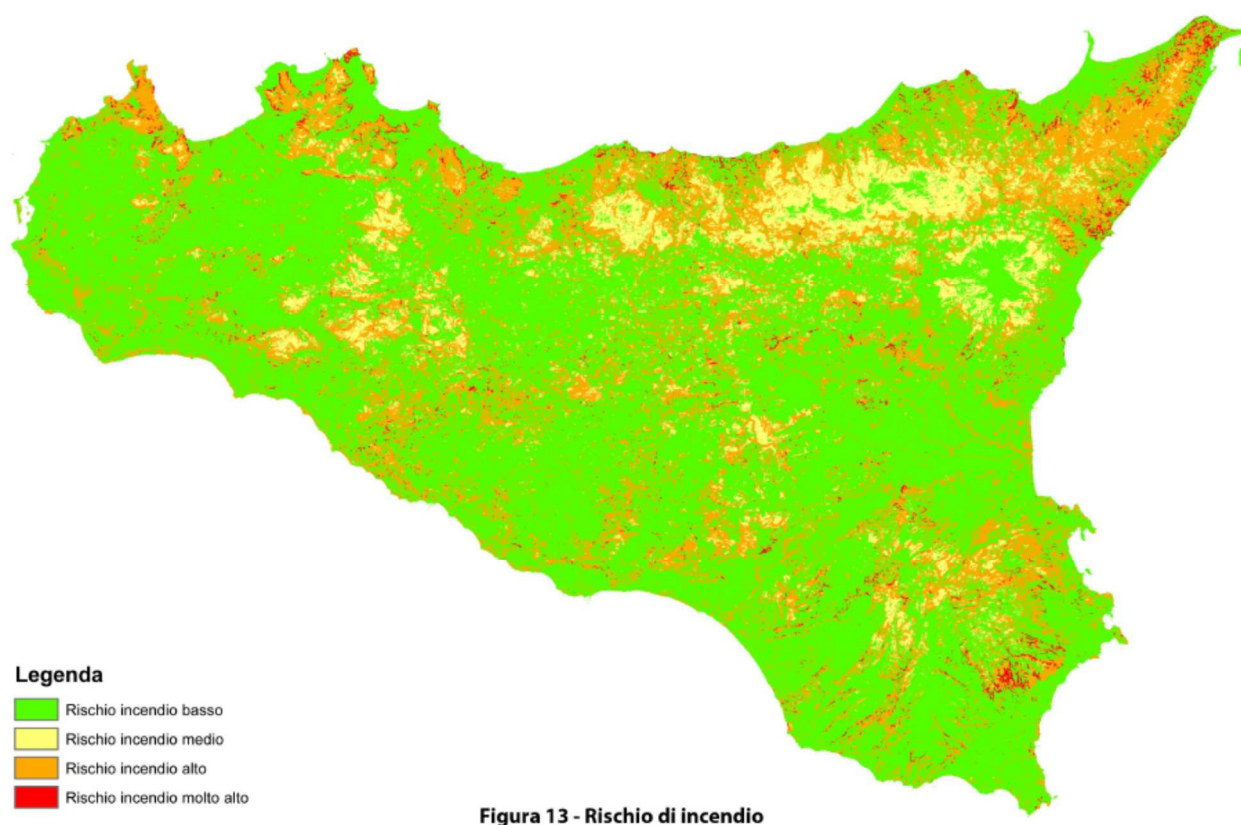 Legenda
Rischio incendio basso
Rischio incendio medio
Rischio incendio alto
Rischio incendio molto alto
Figura 13 - Rischio di incendio